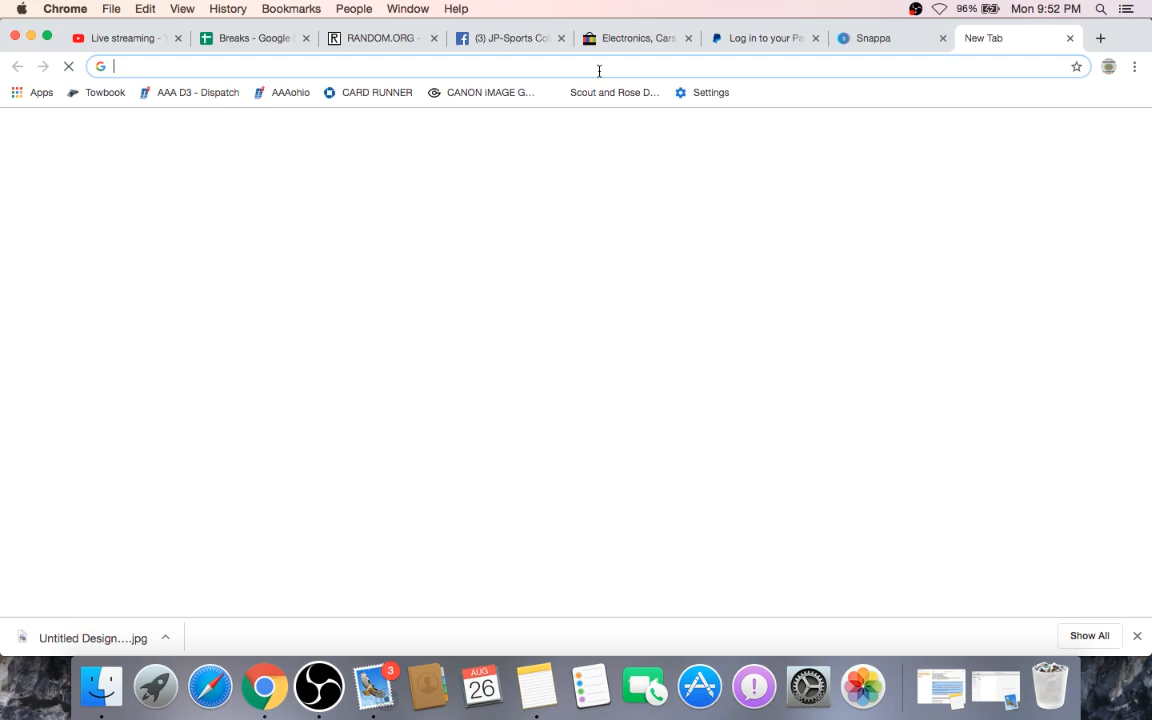 Chrome File Edit View History Bookmarks People Window Help 96% Mon 9:52 PM
Live streaming - Breaks - Google RANDOM.ORG - (3) JP-Sports Co Electronics, Cars, Log in to your Pa Snappa New Tab
G
Apps Towbook AAA D3 - Dispatch AAAohio CARD RUNNER CANON iMAGE G... Scout and Rose D... Settings
Untitled Design....jpg Show All
3
AUG
26